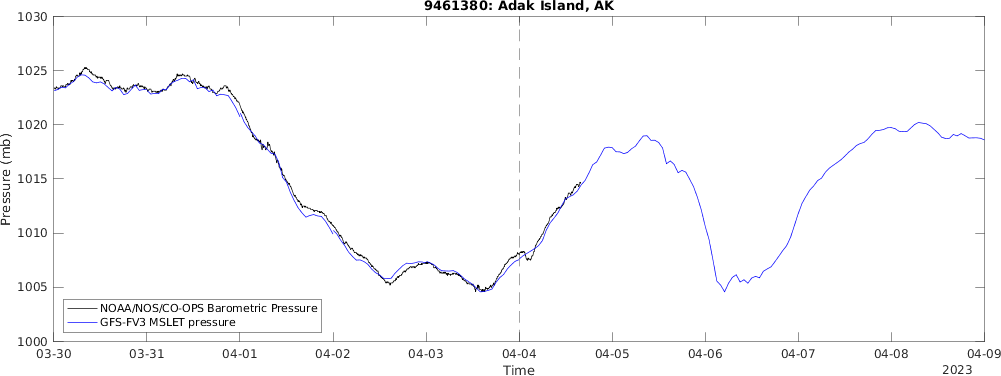 9461380: Adak Island, AK
1030
1025
1020
1015
1010
1005
1000
Pressure (mb)
NOAA/NOS/CO-OPS Barometric Pressure
GFS-FV3 MSLET pressure
03-30 03-31 04-01 04-02 04-03 04-04 04-05 04-06 04-07 04-08 04-09
Time
2023